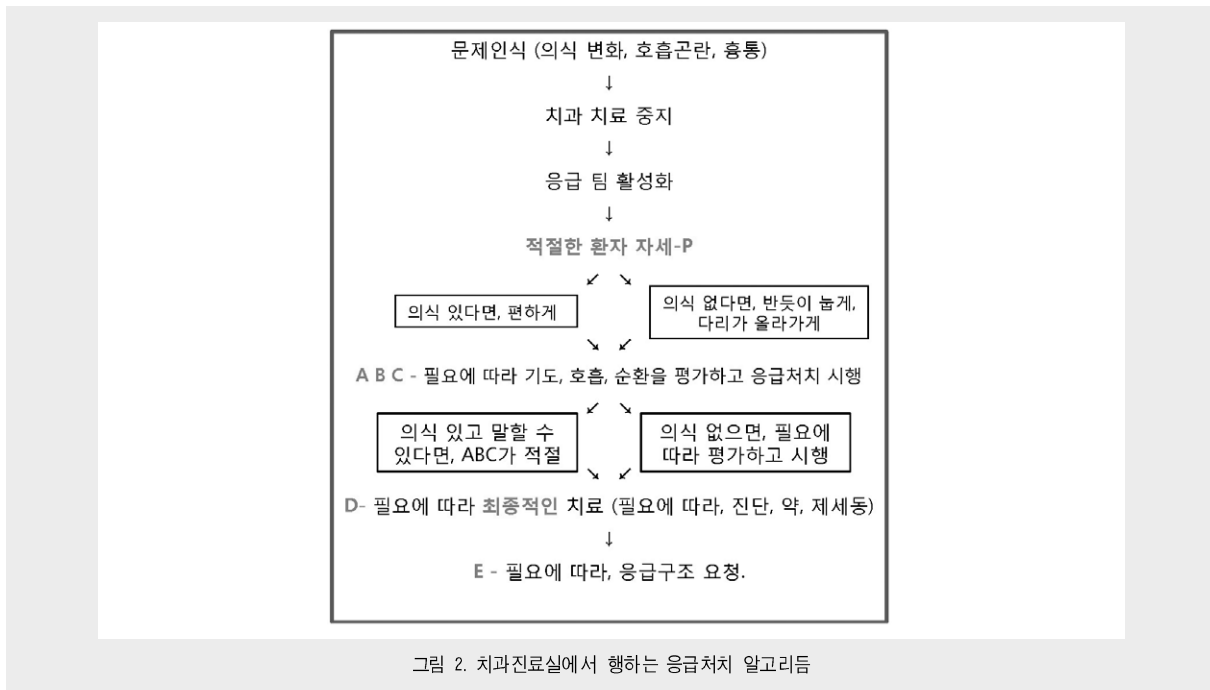 문제인식 (의식 변화, 호흡곤란, 흉통)
↓
치과 치료 중지
↓
응급 팀 활성화
↓
적절한 환자 자세-P
↙ ↘
의식 있다면, 편하게
의식 없다면, 반듯이 눕게,
다리가 올라가게
↘ ↙
A B C - 필요에 따라 기도, 호흡, 순환을 평가하고 응급처치 시행
↙ ↘
의식 있고 말할 수
있다면, ABC가 적절
의식 없으면, 필요에
따라 평가하고 시행
↘ ↙
D- 필요에 따라 최종적인 치료 (필요에 따라, 진단, 약, 제세동)
↓
E - 필요에 따라, 응급구조 요청.
그림 2. 치과진료실에서 행하는 응급처치 알고리듬